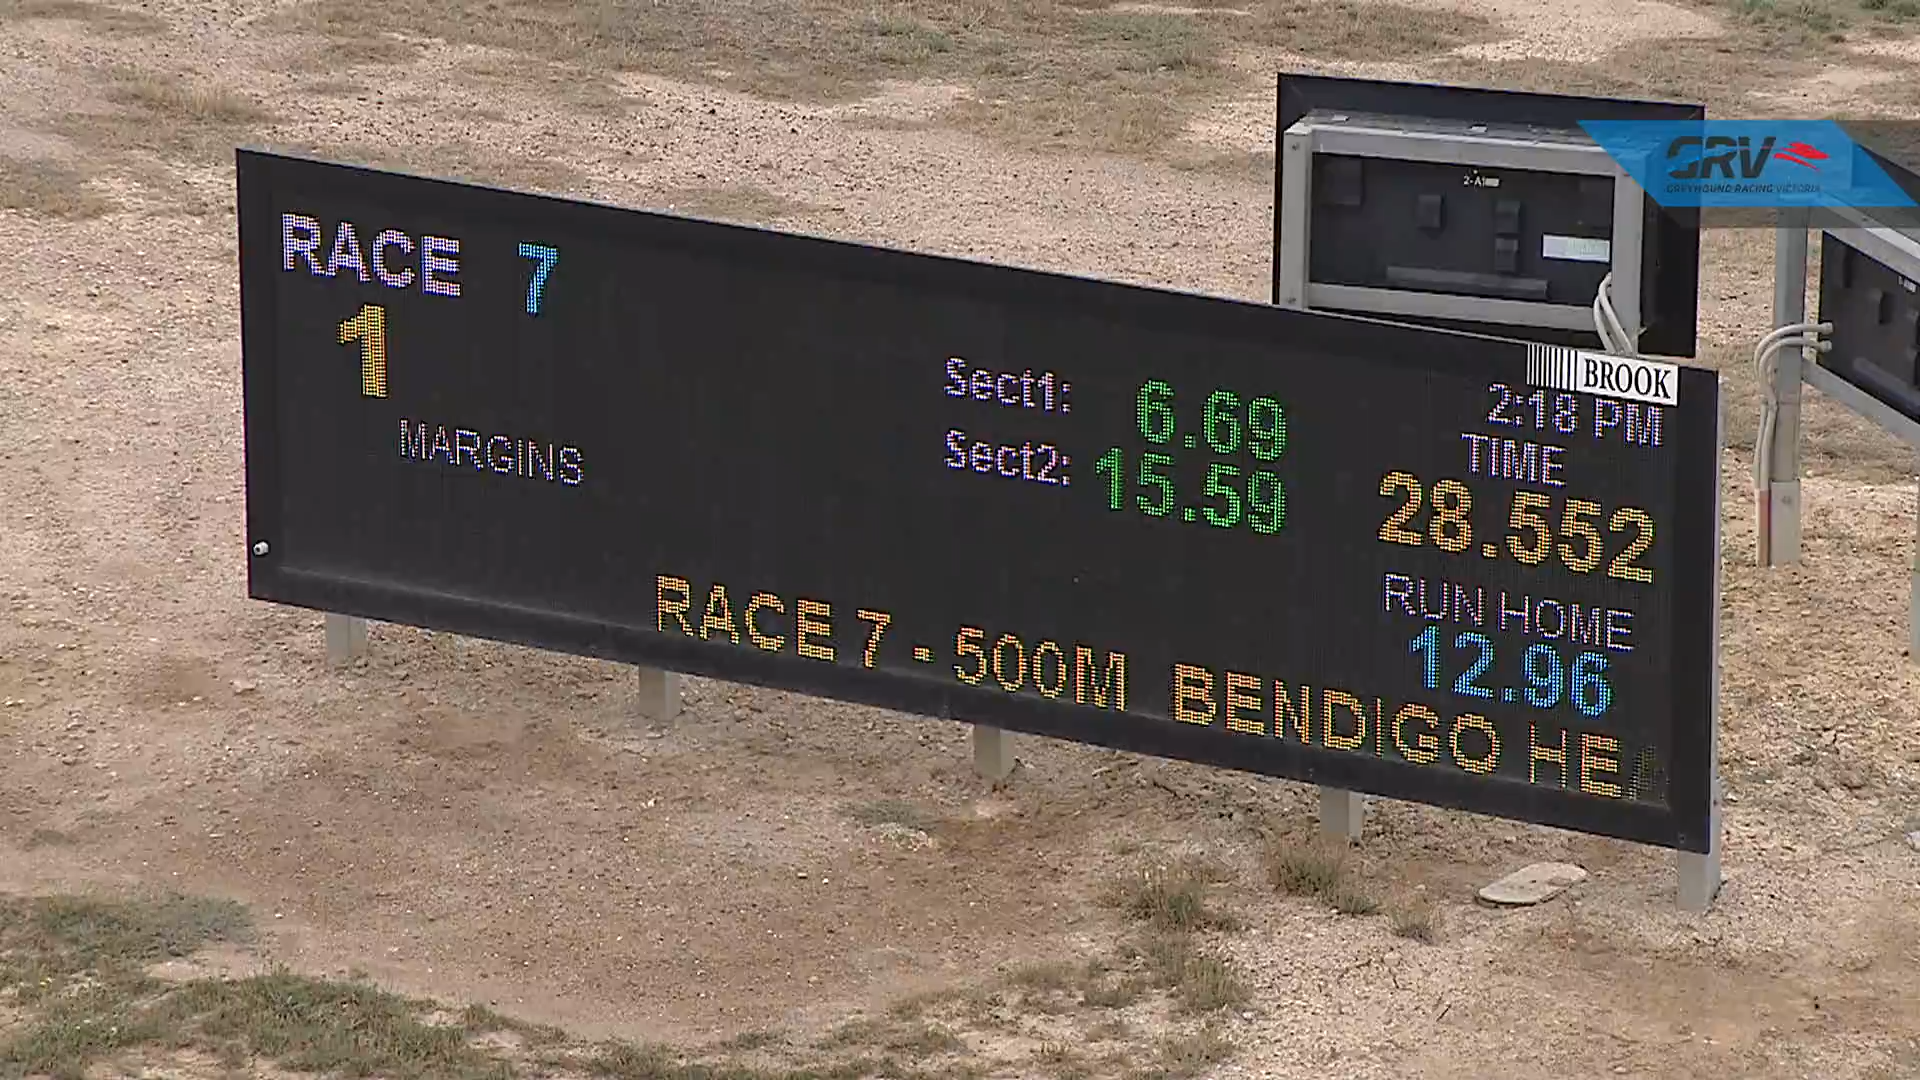 GRV
GREYHOUND RACING VICTORIA
BROOK
RACE 7
1
MARGINS
Sect1: 6.69
Sect2: 15.59
2:18 PM
TIME
28.552
RUN HOME
12.96
RACE 7 - 500M BENDIGO HEA